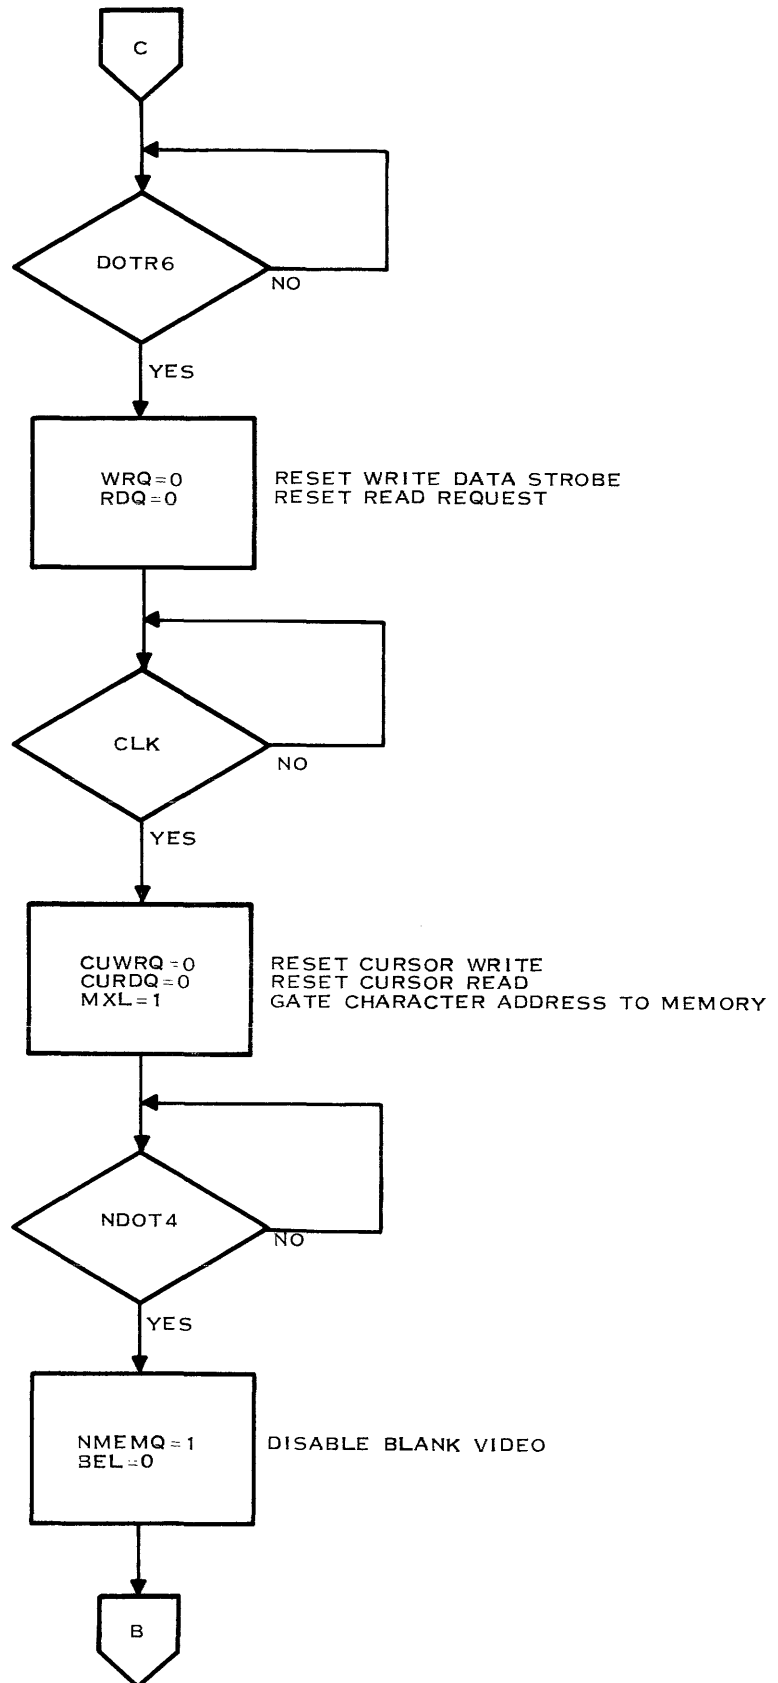 C
DOTR6
NO
YES
WRQ=0 RESET WRITE DATA STROBE
RDQ=0 RESET READ REQUEST
CLK
NO
YES
CUWRQ=0 RESET CURSOR WRITE
CURDQ=0 RESET CURSOR READ
MXL=1 GATE CHARACTER ADDRESS TO MEMORY
NDOT4
NO
YES
NMEMQ=1 DISABLE BLANK VIDEO
BEL=0
B